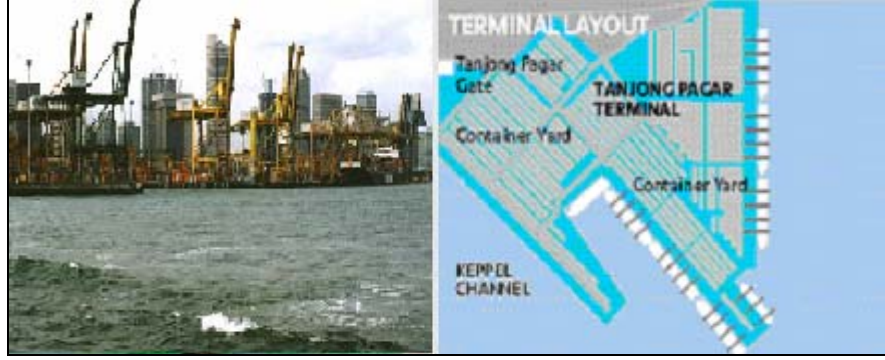 TERMINAL LAYOUT
Tanjong Pagar
Gate
TANJONG PAGAR
TERMINAL
Container Yard
Container Yard
KEPPEL
CHANNEL